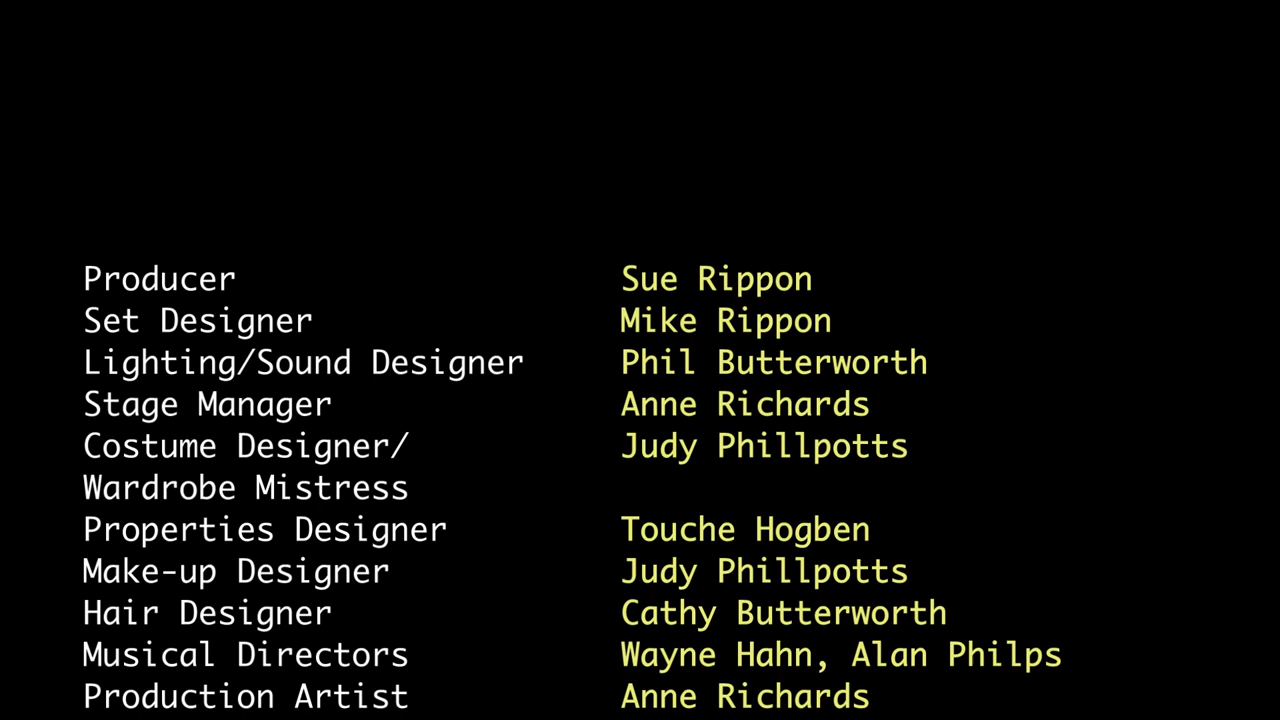 Producer Sue Rippon
Set Designer Mike Rippon
Lighting/Sound Designer Phil Butterworth
Stage Manager Anne Richards
Costume Designer/ Judy Phillpotts
Wardrobe Mistress
Properties Designer Touche Hogben
Make-up Designer Judy Phillpotts
Hair Designer Cathy Butterworth
Musical Directors Wayne Hahn, Alan Philps
Production Artist Anne Richards